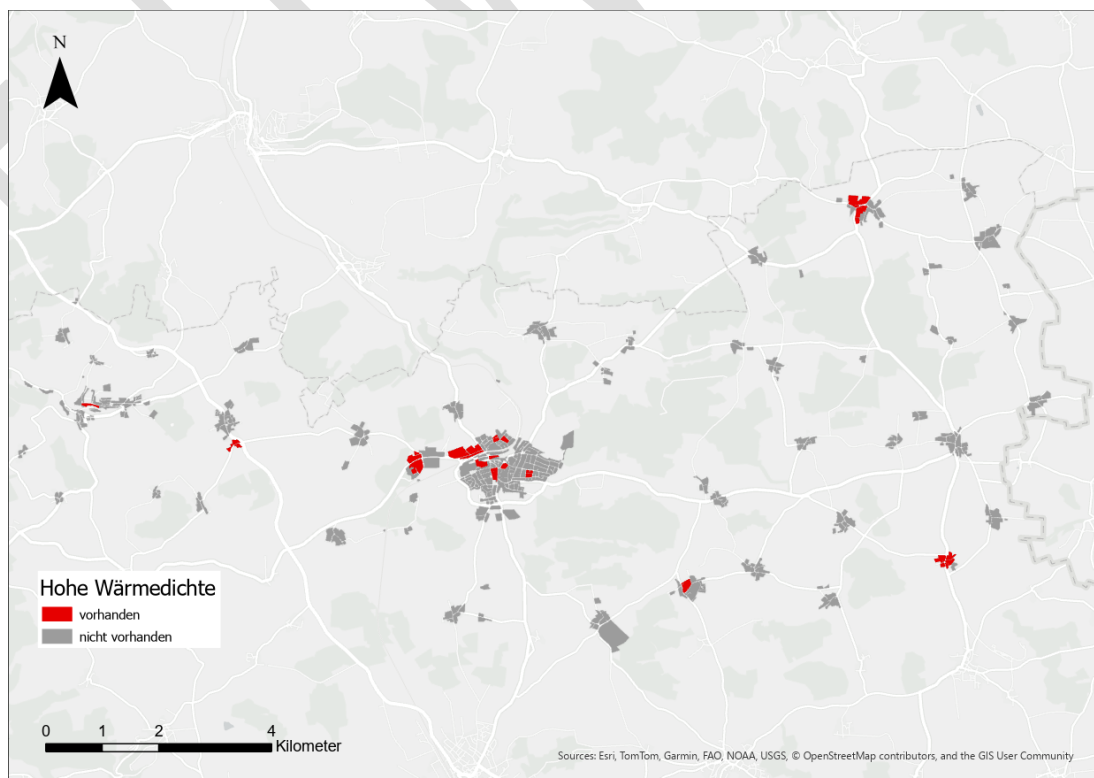 N
Hohe Wärmedichte
vorhanden
nicht vorhanden
0 1 2 4
Kilometer
Sources: Esri, TomTom, Garmin, FAO, NOAA, USGS, © OpenStreetMap contributors, and the GIS User Community